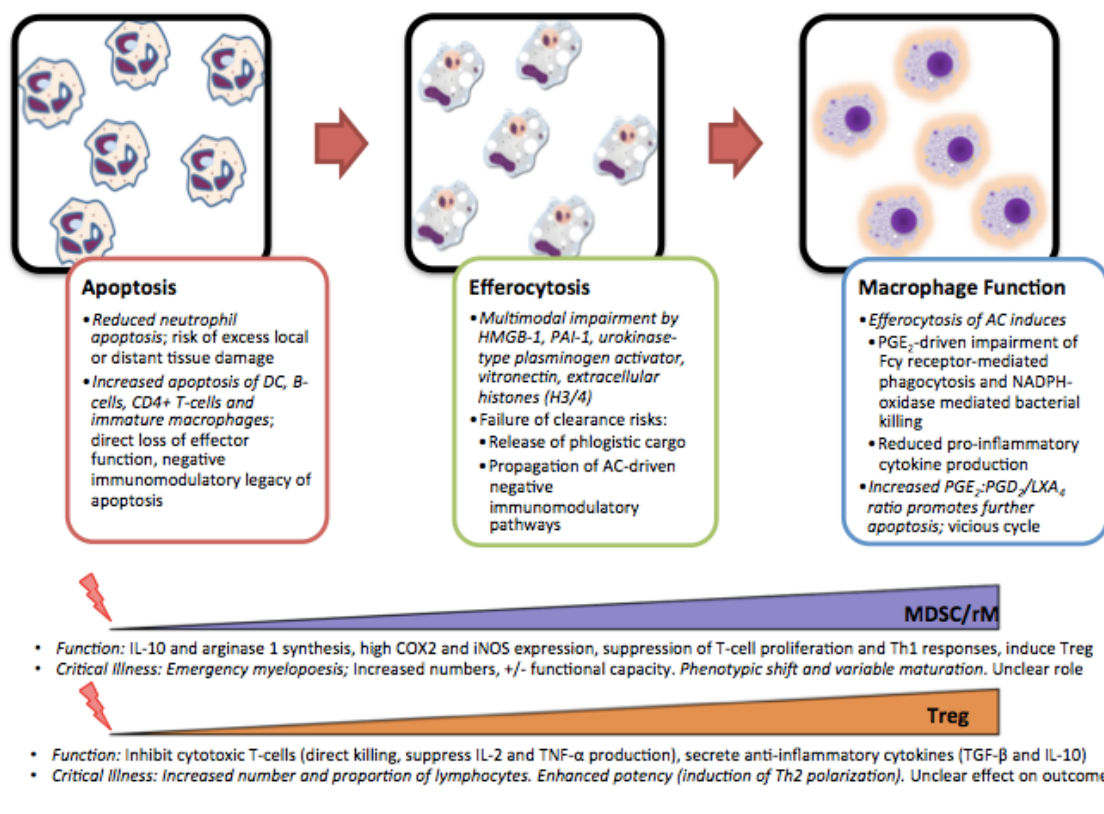 Apoptosis
•Reduced neutrophil
apoptosis; risk of excess local
or distant tissue damage
•Increased apoptosis of DC, B-
cells, CD4+ T-cells and
immature macrophages;
direct loss of effector
function, negative
immunomodulatory legacy of
apoptosis
Efferocytosis
•Multimodal impairment by
HMGB-1, PAI-1, urokinase-
type plasminogen activator,
vitronectin, extracellular
histones (H3/4)
•Failure of clearance risks:
•Release of phlogistic cargo
•Propagation of AC-driven
negative
immunomodulatory
pathways
Macrophage Function
•Efferocytosis of AC induces
•PGE₂-driven impairment of
Fcγ receptor-mediated
phagocytosis and NADPH-
oxidase mediated bacterial
killing
•Reduced pro-inflammatory
cytokine production
•Increased PGE₂:PGD₂/LXA₄
ratio promotes further
apoptosis; vicious cycle
MDSC/rM
• Function: IL-10 and arginase 1 synthesis, high COX2 and iNOS expression, suppression of T-cell proliferation and Th1 responses, induce Treg
• Critical Illness: Emergency myelopoesis; Increased numbers, +/- functional capacity. Phenotypic shift and variable maturation. Unclear role
Treg
• Function: Inhibit cytotoxic T-cells (direct killing, suppress IL-2 and TNF-α production), secrete anti-inflammatory cytokines (TGF-β and IL-10)
• Critical Illness: Increased number and proportion of lymphocytes. Enhanced potency (induction of Th2 polarization). Unclear effect on outcome